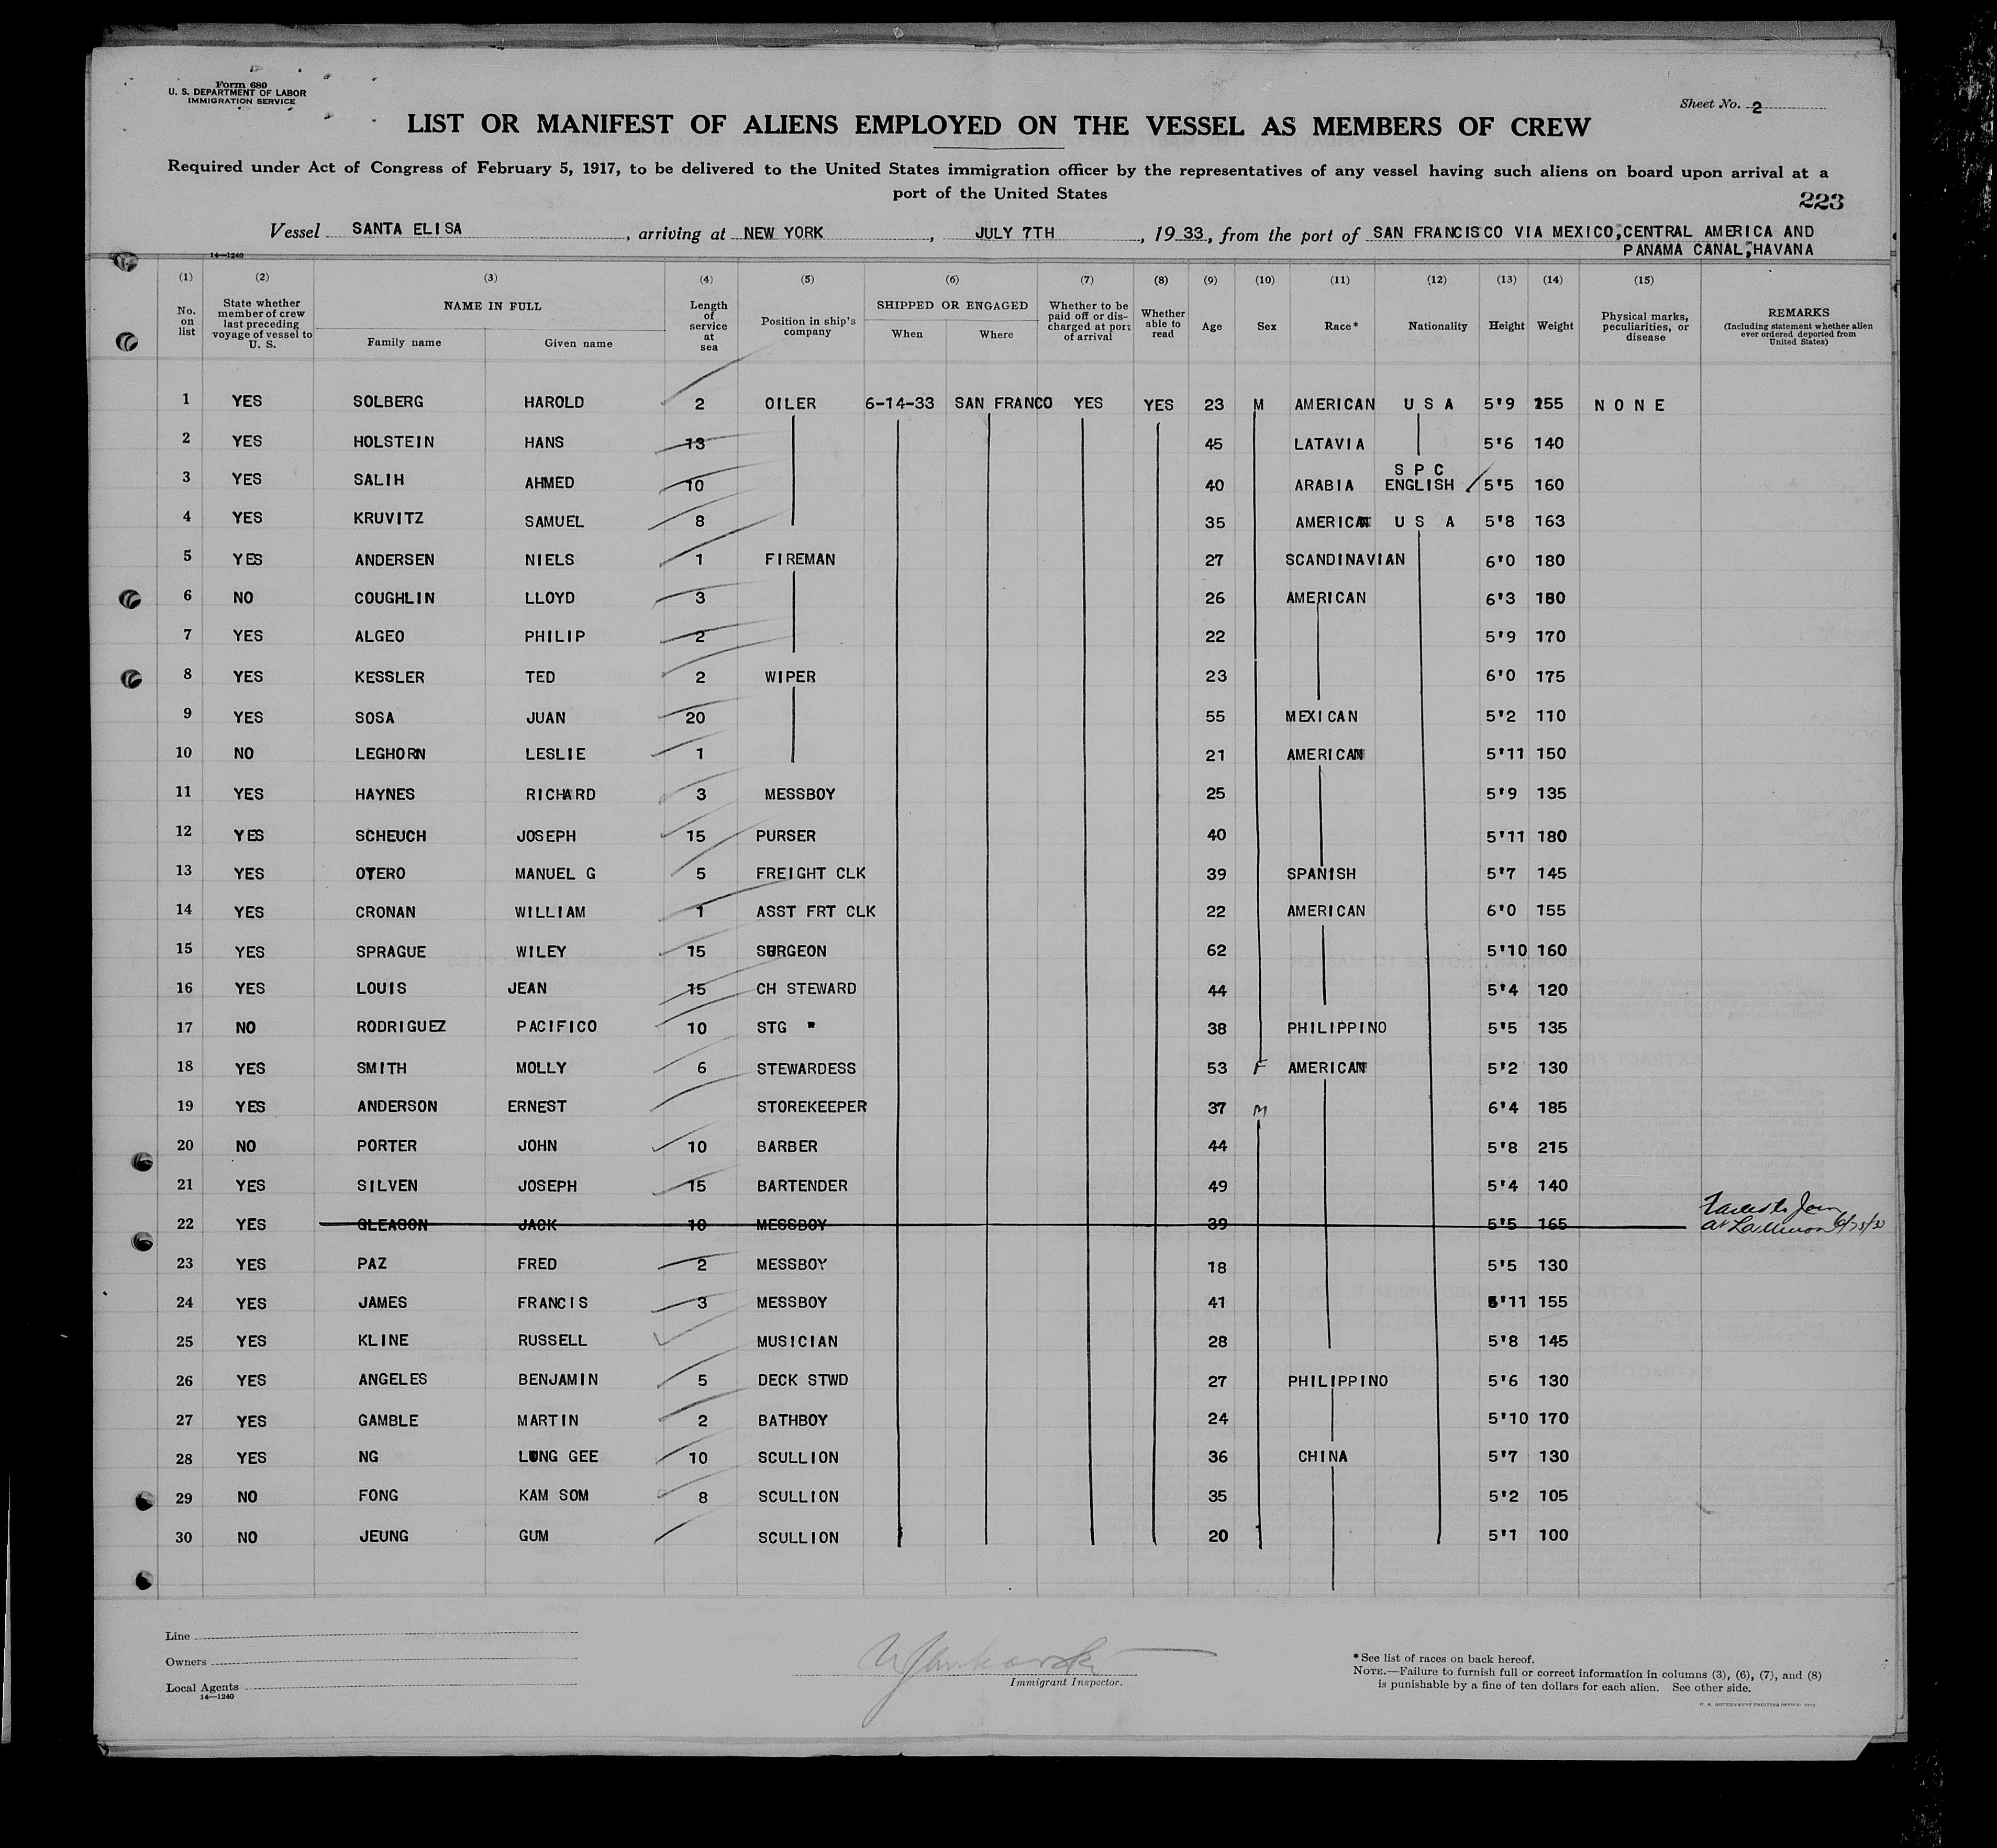 Form 680
U. S. DEPARTMENT OF LABOR
IMMIGRATION SERVICE
Sheet No. 2
LIST OR MANIFEST OF ALIENS EMPLOYED ON THE VESSEL AS MEMBERS OF CREW
Required under Act of Congress of February 5, 1917, to be delivered to the United States immigration officer by the representatives of any vessel having such aliens on board upon arrival at a
port of the United States
223
Vessel SANTA ELISA, arriving at NEW YORK, JULY 7TH, 1933, from the port of SAN FRANCISCO VIA MEXICO, CENTRAL AMERICA AND
PANAMA CANAL, HAVANA
14—1240
(1) (2) (3) (4) (5) (6) (7) (8) (9) (10) (11) (12) (13) (14) (15)
No. on list State whether member of crew last preceding voyage of vessel to U. S. NAME IN FULL Family name Given name Length of service at sea Position in ship's company SHIPPED OR ENGAGED When Where Whether to be paid off or discharged at port of arrival Whether able to read Age Sex Race* Nationality Height Weight Physical marks, peculiarities, or disease REMARKS (Including statement whether alien ever ordered deported from United States)
1 YES SOLBERG HAROLD 2 OILER 6-14-33 SAN FRANCO YES YES 23 M AMERICAN U S A 5'9 155 N O N E
2 YES HOLSTEIN HANS 13 45 LATAVIA 5'6 140
3 YES SALIH AHMED 10 40 ARABIA S P C ENGLISH 5'5 160
4 YES KRUVITZ SAMUEL 8 35 AMERICAN U S A 5'8 163
5 YES ANDERSEN NIELS 1 FIREMAN 27 SCANDINAVIAN 6'0 180
6 NO COUGHLIN LLOYD 3 26 AMERICAN 6'3 180
7 YES ALGEO PHILIP 2 22 5'9 170
8 YES KESSLER TED 2 WIPER 23 6'0 175
9 YES SOSA JUAN 20 55 MEXICAN 5'2 110
10 NO LEGHORN LESLIE 1 21 AMERICAN 5'11 150
11 YES HAYNES RICHARD 3 MESSBOY 25 5'9 135
12 YES SCHEUCH JOSEPH 15 PURSER 40 5'11 180
13 YES OTERO MANUEL G 5 FREIGHT CLK 39 SPANISH 5'7 145
14 YES CRONAN WILLIAM 1 ASST FRT CLK 22 AMERICAN 6'0 155
15 YES SPRAGUE WILEY 15 SURGEON 62 5'10 160
16 YES LOUIS JEAN 15 CH STEWARD 44 5'4 120
17 NO RODRIGUEZ PACIFICO 10 STG " 38 PHILIPPINO 5'5 135
18 YES SMITH MOLLY 6 STEWARDESS 53 F AMERICAN 5'2 130
19 YES ANDERSON ERNEST STOREKEEPER 37 M 6'4 185
20 NO PORTER JOHN 10 BARBER 44 5'8 215
21 YES SILVEN JOSEPH 15 BARTENDER 49 5'4 140
22 YES GLEASON JACK 10 MESSBOY 39 5'5 165 Failed to Join at
23 YES PAZ FRED 2 MESSBOY 18 5'5 130
24 YES JAMES FRANCIS 3 MESSBOY 41 5'11 155
25 YES KLINE RUSSELL MUSICIAN 28 5'8 145
26 YES ANGELES BENJAMIN 5 DECK STWD 27 PHILIPPINO 5'6 130
27 YES GAMBLE MARTIN 2 BATHBOY 24 5'10 170
28 YES NG LUNG GEE 10 SCULLION 36 CHINA 5'7 130
29 NO FONG KAM SOM 8 SCULLION 35 5'2 105
30 NO JEUNG GUM SCULLION 20 5'1 100
Line
Owners
Local Agents
14—1240
Immigrant Inspector.
*See list of races on back hereof.
NOTE.—Failure to furnish full or correct information in columns (3), (6), (7), and (8)
is punishable by a fine of ten dollars for each alien. See other side.